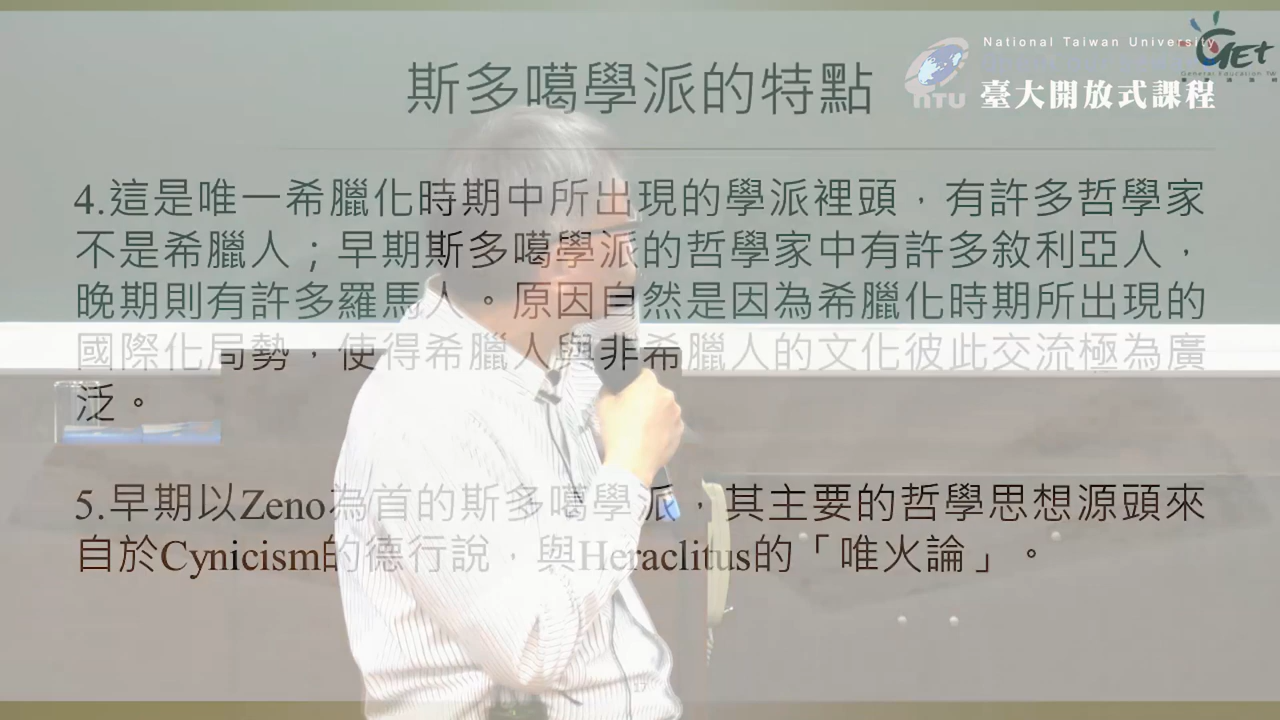 National Taiwan University
臺大開放式課程
NTU
GEt
斯多噶學派的特點
4.這是唯一希臘化時期中所出現的學派裡頭，有許多哲學家
不是希臘人；早期斯多噶學派的哲學家中有許多敘利亞人，
晚期則有許多羅馬人。原因自然是因為希臘化時期所出現的
國際化局勢，使得希臘人與非希臘人的文化彼此交流極為廣
泛。
5.早期以Zeno為首的斯多噶學派，其主要的哲學思想源頭來
自於Cynicism的德行說，與Heraclitus的「唯火論」。
17